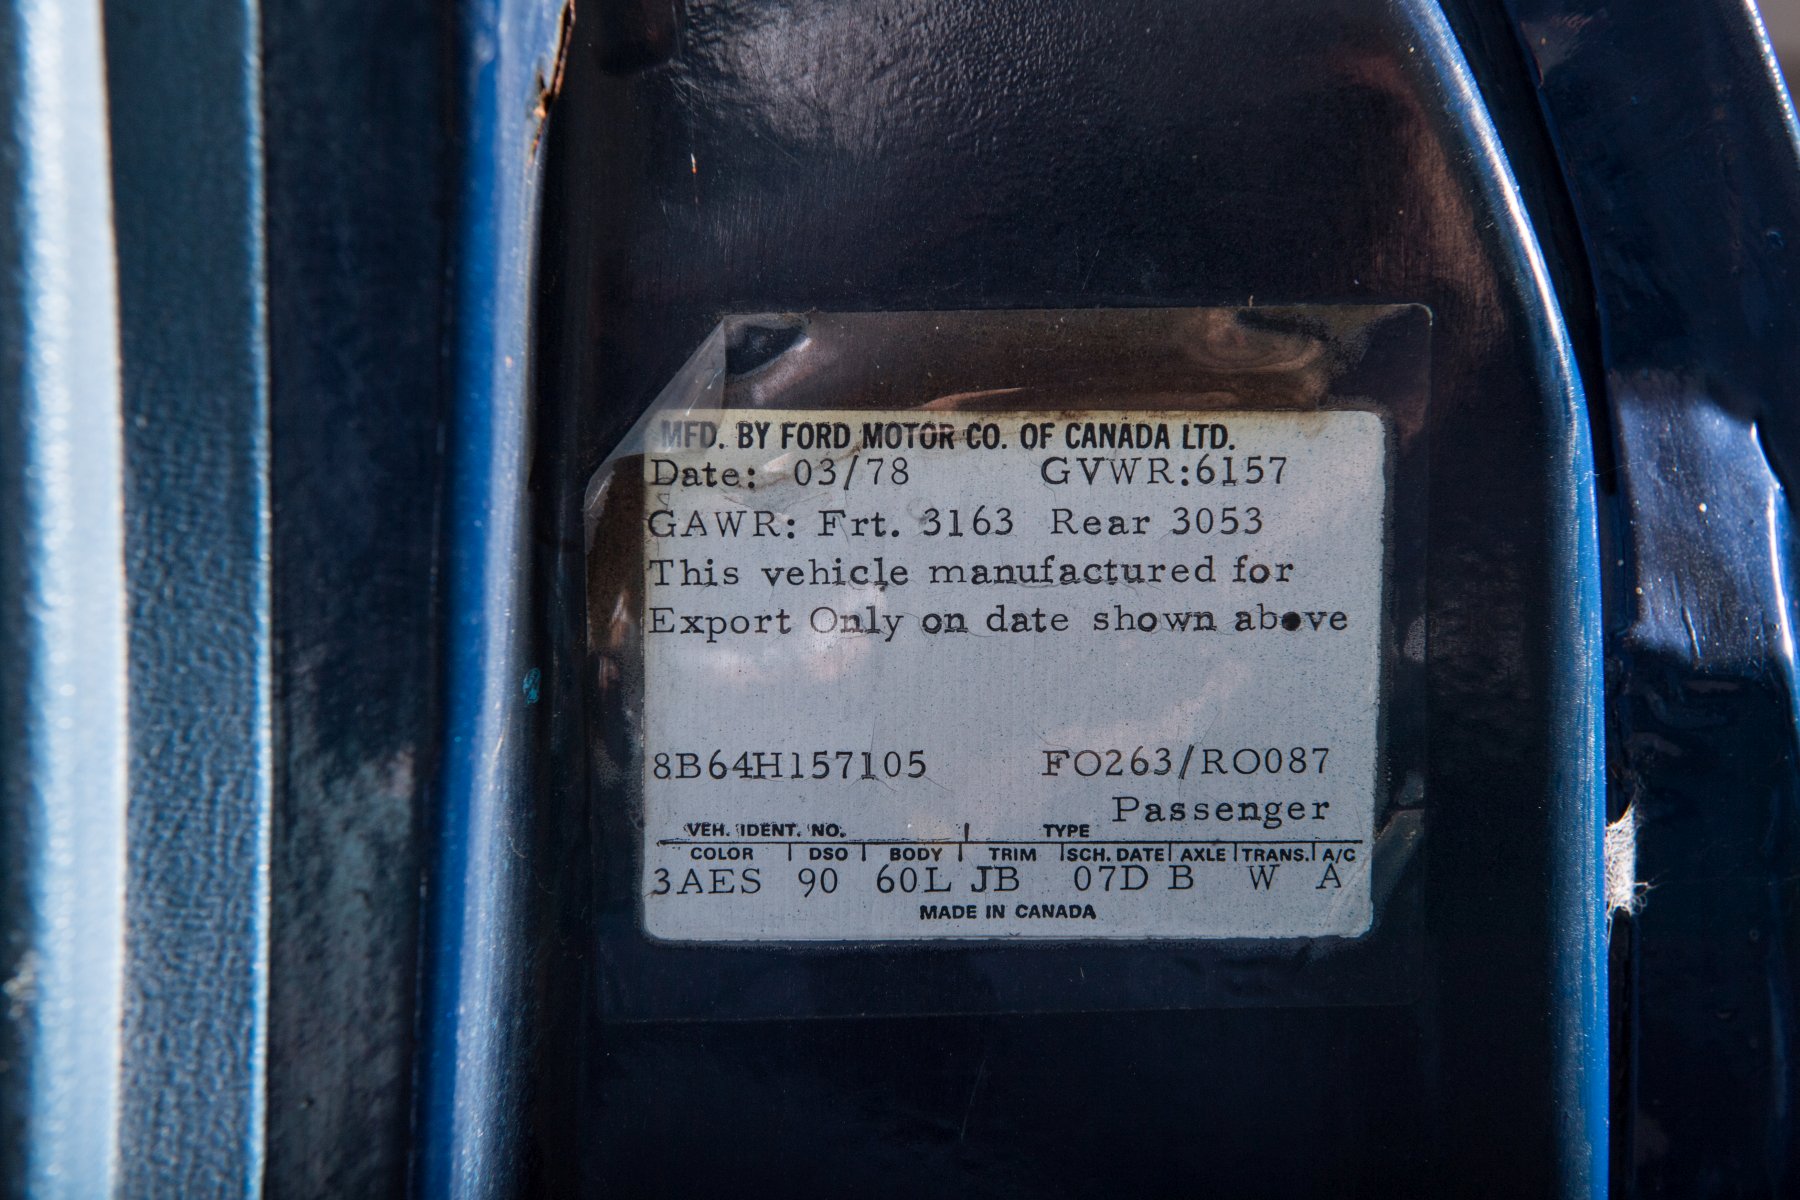 MFD. BY FORD MOTOR CO. OF CANADA LTD.
Date: 03/78 GVWR:6157
GAWR: Frt. 3163 Rear 3053
This vehicle manufactured for
Export Only on date shown above
8B64H157105 FO263/RO087
Passenger
VEH. IDENT. NO. TYPE
COLOR DSO BODY TRIM SCH. DATE AXLE TRANS. A/C
3AES 90 60L JB 07D B W A
MADE IN CANADA